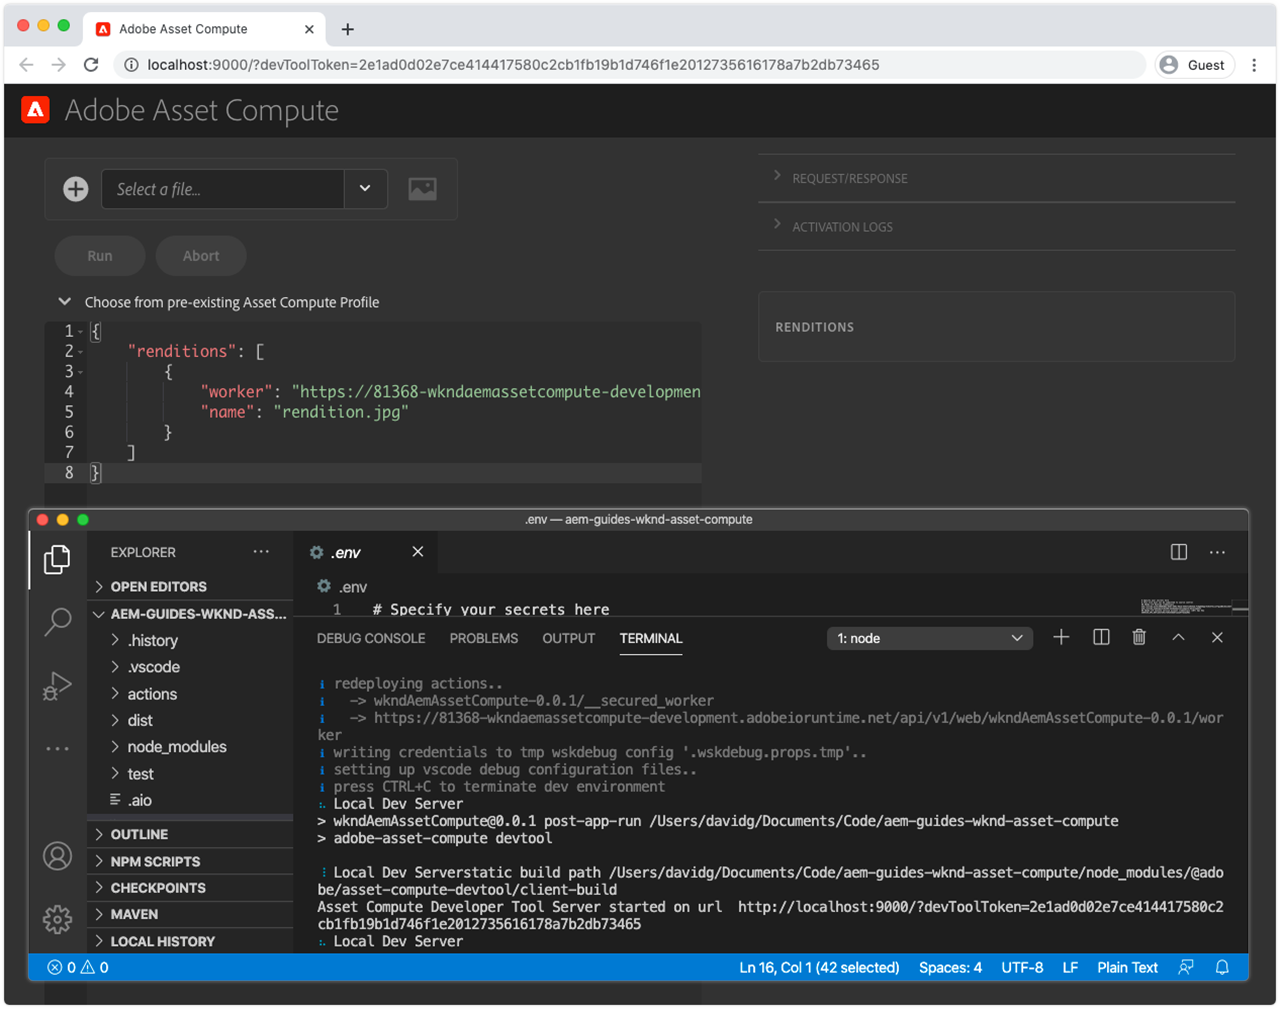 Adobe Asset Compute
localhost:9000/?devToolToken=2e1ad0d02e7ce414417580c2cb1fb19b1d746f1e2012735616178a7b2db73465
Guest
Adobe Asset Compute
Select a file...
Run
Abort
Choose from pre-existing Asset Compute Profile
1 {
2 "renditions": [
3 {
4 "worker": "https://81368-wkndaemassetcompute-developmen
5 "name": "rendition.jpg"
6 }
7 ]
8 }
REQUEST/RESPONSE
ACTIVATION LOGS
RENDITIONS
.env — aem-guides-wknd-asset-compute
EXPLORER
OPEN EDITORS
AEM-GUIDES-WKND-ASS...
.history
.vscode
actions
dist
node_modules
test
.aio
OUTLINE
NPM SCRIPTS
CHECKPOINTS
MAVEN
LOCAL HISTORY
.env
.env
1 # Specify your secrets here
DEBUG CONSOLE PROBLEMS OUTPUT TERMINAL
1: node
i redeploying actions..
i -> wkndAemAssetCompute-0.0.1/__secured_worker
i -> https://81368-wkndaemassetcompute-development.adobeioruntime.net/api/v1/web/wkndAemAssetCompute-0.0.1/wor
ker
i writing credentials to tmp wskdebug config '.wskdebug.props.tmp'..
i setting up vscode debug configuration files..
i press CTRL+C to terminate dev environment
Local Dev Server
> wkndAemAssetCompute@0.0.1 post-app-run /Users/davidg/Documents/Code/aem-guides-wknd-asset-compute
> adobe-asset-compute devtool
Local Dev Serverstatic build path /Users/davidg/Documents/Code/aem-guides-wknd-asset-compute/node_modules/@ado
be/asset-compute-devtool/client-build
Asset Compute Developer Tool Server started on url http://localhost:9000/?devToolToken=2e1ad0d02e7ce414417580c2
cb1fb19b1d746f1e2012735616178a7b2db73465
Local Dev Server
0 0
Ln 16, Col 1 (42 selected)
Spaces: 4
UTF-8
LF
Plain Text